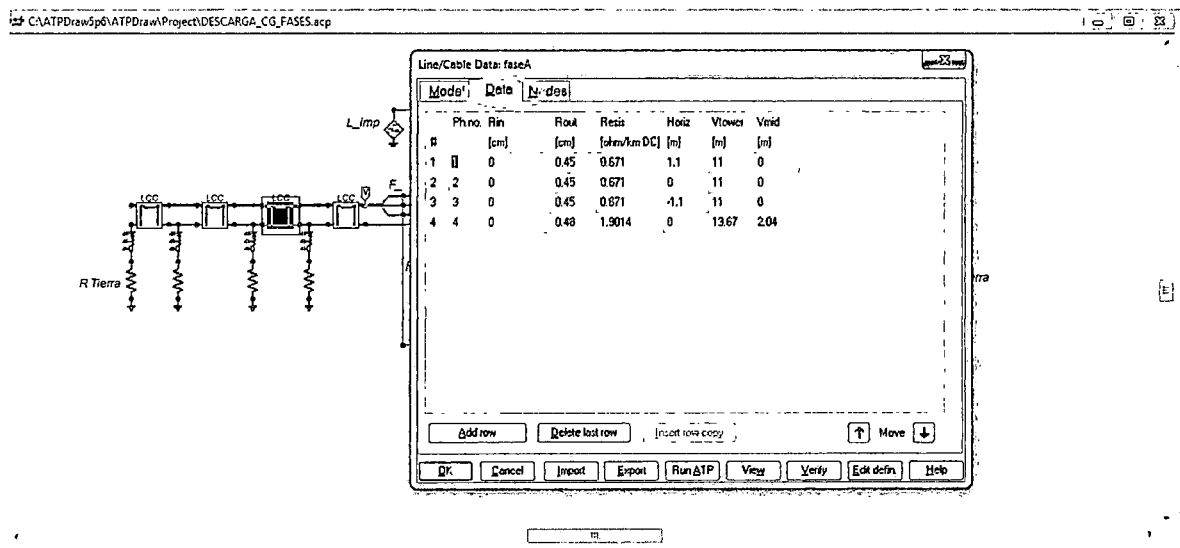 C:\ATPDraw5p6\ATPDraw\Project\DESCARGA_CG_FASES.acp
Line/Cable Data: faseA
Model Data Nodes
L_imp
# Ph.no. Rin [cm] Rout [cm] Resis [ohm/km DC] Horiz [m] Vtower [m] Vmid [m]
1 1 0 0.45 0.671 1.1 11 0
2 2 0 0.45 0.671 0 11 0
3 3 0 0.45 0.671 -1.1 11 0
4 4 0 0.48 1.9014 0 13.67 2.04
F_
LCC LCC LCC LCC
V
R Tierra
rra
Add row Delete last row Insert row copy Move
OK Cancel Import Export Run ATP View Verify Edit defin. Help